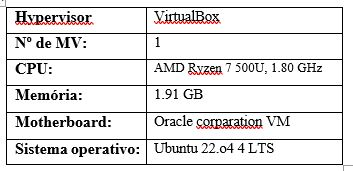 Hypervisor VirtualBox
Nº de MV: 1
CPU: AMD Ryzen 7 500U, 1.80 GHz
Memória: 1.91 GB
Motherboard: Oracle corparation VM
Sistema operativo: Ubuntu 22.o4 4 LTS